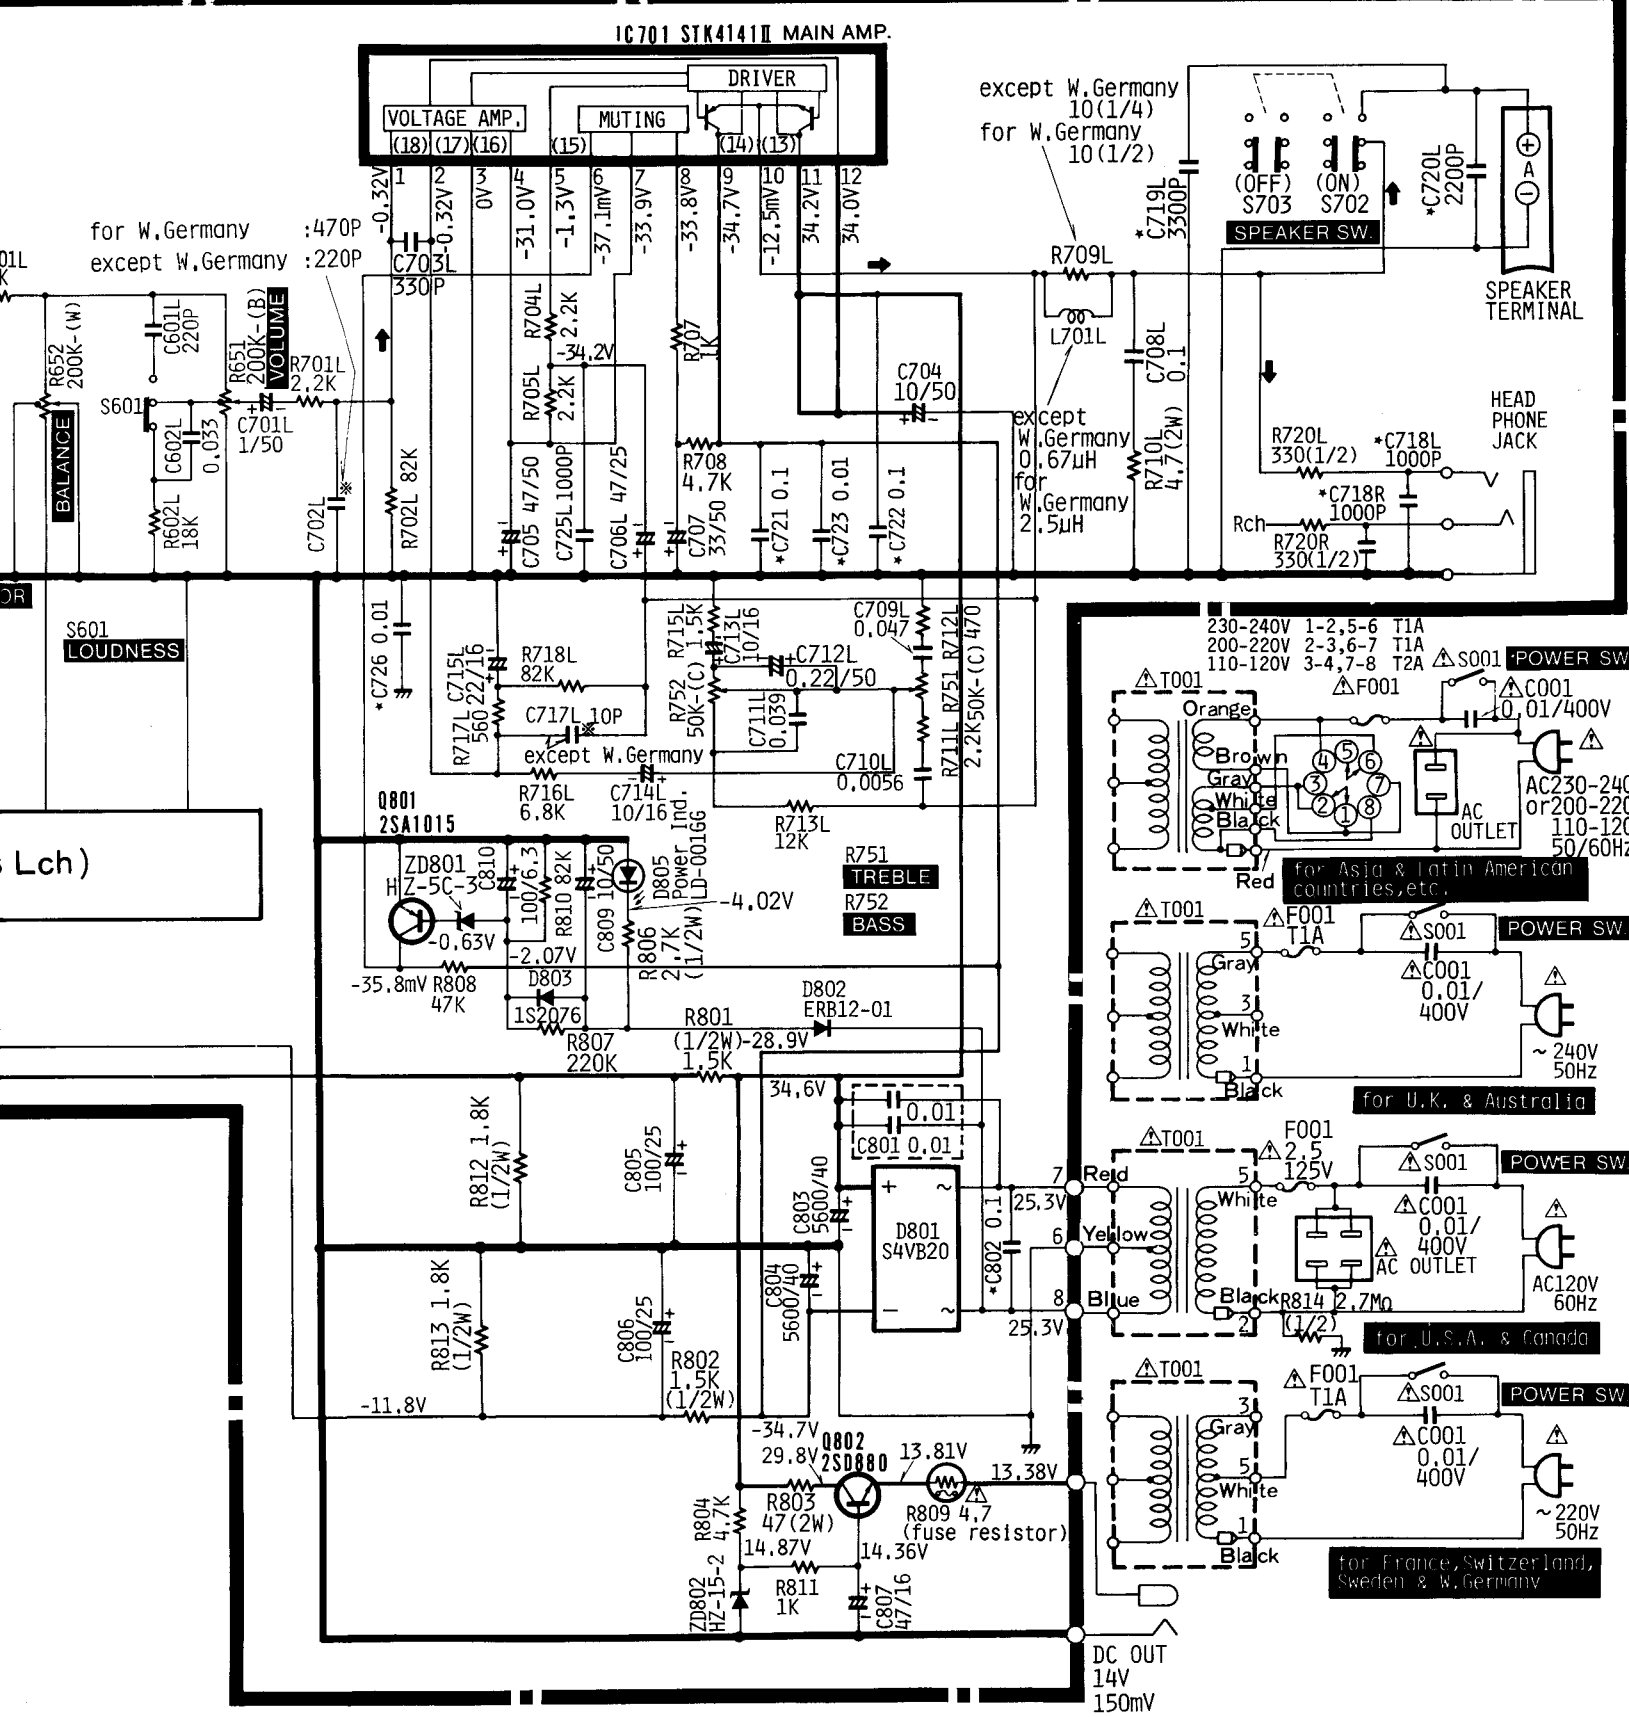 IC701 STK4141Ⅱ MAIN AMP.
DRIVER
VOLTAGE AMP.
MUTING
(18) (17) (16)
(15)
(14) (13)
1 2 3 4 5 6 7 8 9 10 11 12
-0.32V
-0.32V
0V
-31.0V
-1.3V
-37.1mV
-33.9V
-33.8V
-34.7V
-12.5mV
34.2V
34.0V
except W.Germany
10(1/4)
for W.Germany
10(1/2)
R709L
L701L
except
W.Germany
0.67μH
for
W.Germany
2.5μH
*C719L
3300P
(OFF)
S703
(ON)
S702
SPEAKER SW.
*C720L
2200P
+
A
−
SPEAKER
TERMINAL
for W.Germany :470P
except W.Germany :220P
C703L
330P
01L
K
R652
200K-(W)
BALANCE
C601L
220P
S601
C602L
0.033
R602L
18K
R651
200K-(B)
VOLUME
C701L
1/50
R701L
2.2K
C702L
※
R702L 82K
R704L
2.2K
-34.2V
R705L
2.2K
C705 47/50
C725L 1000P
C706L 47/25
R707
1K
R708
4.7K
C707
33/50
*C721 0.1
*C723 0.01
*C722 0.1
C704
10/50
C708L
0.1
R710L
4.7(2W)
HEAD
PHONE
JACK
R720L
330(1/2)
*C718L
1000P
Rch
*C718R
1000P
R720R
330(1/2)
OR
S601
LOUDNESS
*C726 0.01
C715L
22/16
R717L
560
R718L
82K
C717L 10P
※
except W.Germany
R716L
6.8K
C714L
10/16
R715L
1.5K
C713L
10/16
R752
50K-(C)
C712L
0.22/50
C711L
0.039
C709L
0.047
R712L
470
R751
50K-(C)
R711L
2.2K
C710L
0.0056
R713L
12K
R751
TREBLE
R752
BASS
Lch)
Q801
2SA1015
ZD801
HZ-5C-3
-0.63V
C810
100/6.3
R810 82K
C809 10/50
D805
Power Ind.
LD-001GG
-4.02V
R806
2.7K
(1/2W)
-2.07V
-35.8mV
R808
47K
D803
1S2076
R807
220K
D802
ERB12-01
R801
(1/2W)
1.5K
-28.9V
34.6V
0.01
C801 0.01
R812 1.8K
(1/2W)
C805
100/25
C803
5600/40
+
~
D801
S4VB20
−
~
*C802 0.1
R813 1.8K
(1/2W)
C806
100/25
C804
5600/40
-11.8V
R802
1.5K
(1/2W)
-34.7V
29.8V
Q802
2SD880
13.81V
13.38V
R803
47(2W)
R809 4.7
(fuse resistor)
R804
4.7K
14.87V
R811
1K
14.36V
C807
47/16
ZD802
HZ-15-2
DC OUT
14V
150mV
230-240V 1-2,5-6 T1A
200-220V 2-3,6-7 T1A
110-120V 3-4,7-8 T2A
T001
F001
S001
POWER SW
C001
0.01/400V
Orange
Brown
Gray
White
Black
Red
4 5 6
3 7
2 1 8
AC
OUTLET
AC230-240
or200-220
110-120
50/60Hz
for Asia & Latin American
countries,etc.
T001
F001
T1A
S001
POWER SW.
C001
0.01/
400V
5
Gray
3
White
1
Black
~240V
50Hz
for U.K. & Australia
7
25.3V
6
8
25.3V
Red
Yellow
Blue
T001
5
White
Black
2
F001
2.5
125V
S001
POWER SW.
C001
0.01/
400V
AC OUTLET
R814 2.7MΩ
(1/2)
AC120V
60Hz
for U.S.A. & Canada
T001
3
Gray
5
White
1
Black
F001
T1A
S001
POWER SW
C001
0.01/
400V
~220V
50Hz
for France,Switzerland,
Sweden & W.Germany